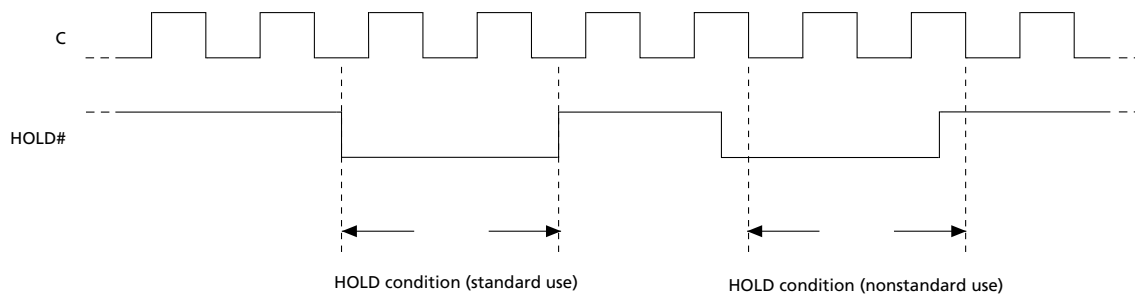 C
HOLD#
HOLD condition (standard use)
HOLD condition (nonstandard use)